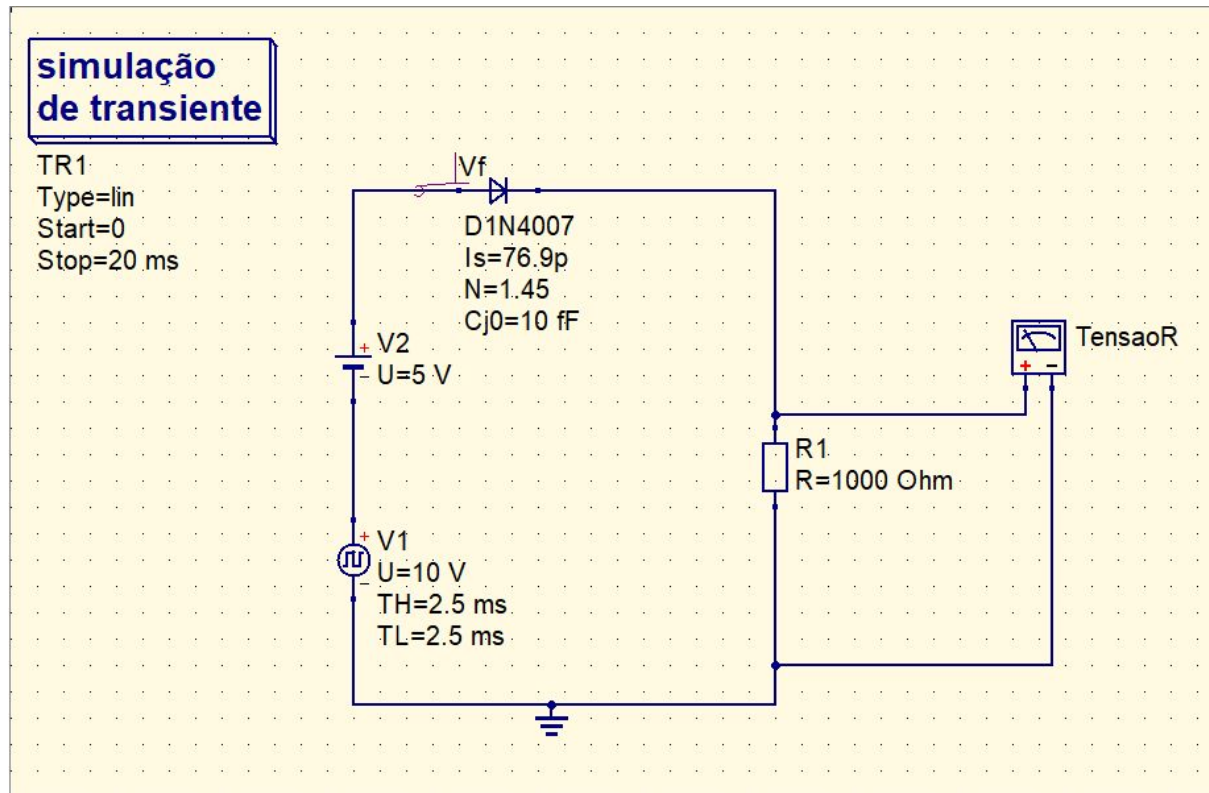 simulação
de transiente
TR1
Type=lin
Start=0
Stop=20 ms
Vf
D1N4007
Is=76.9p
N=1.45
Cj0=10 fF
V2
U=5 V
TensaoR
R1
R=1000 Ohm
V1
U=10 V
TH=2.5 ms
TL=2.5 ms